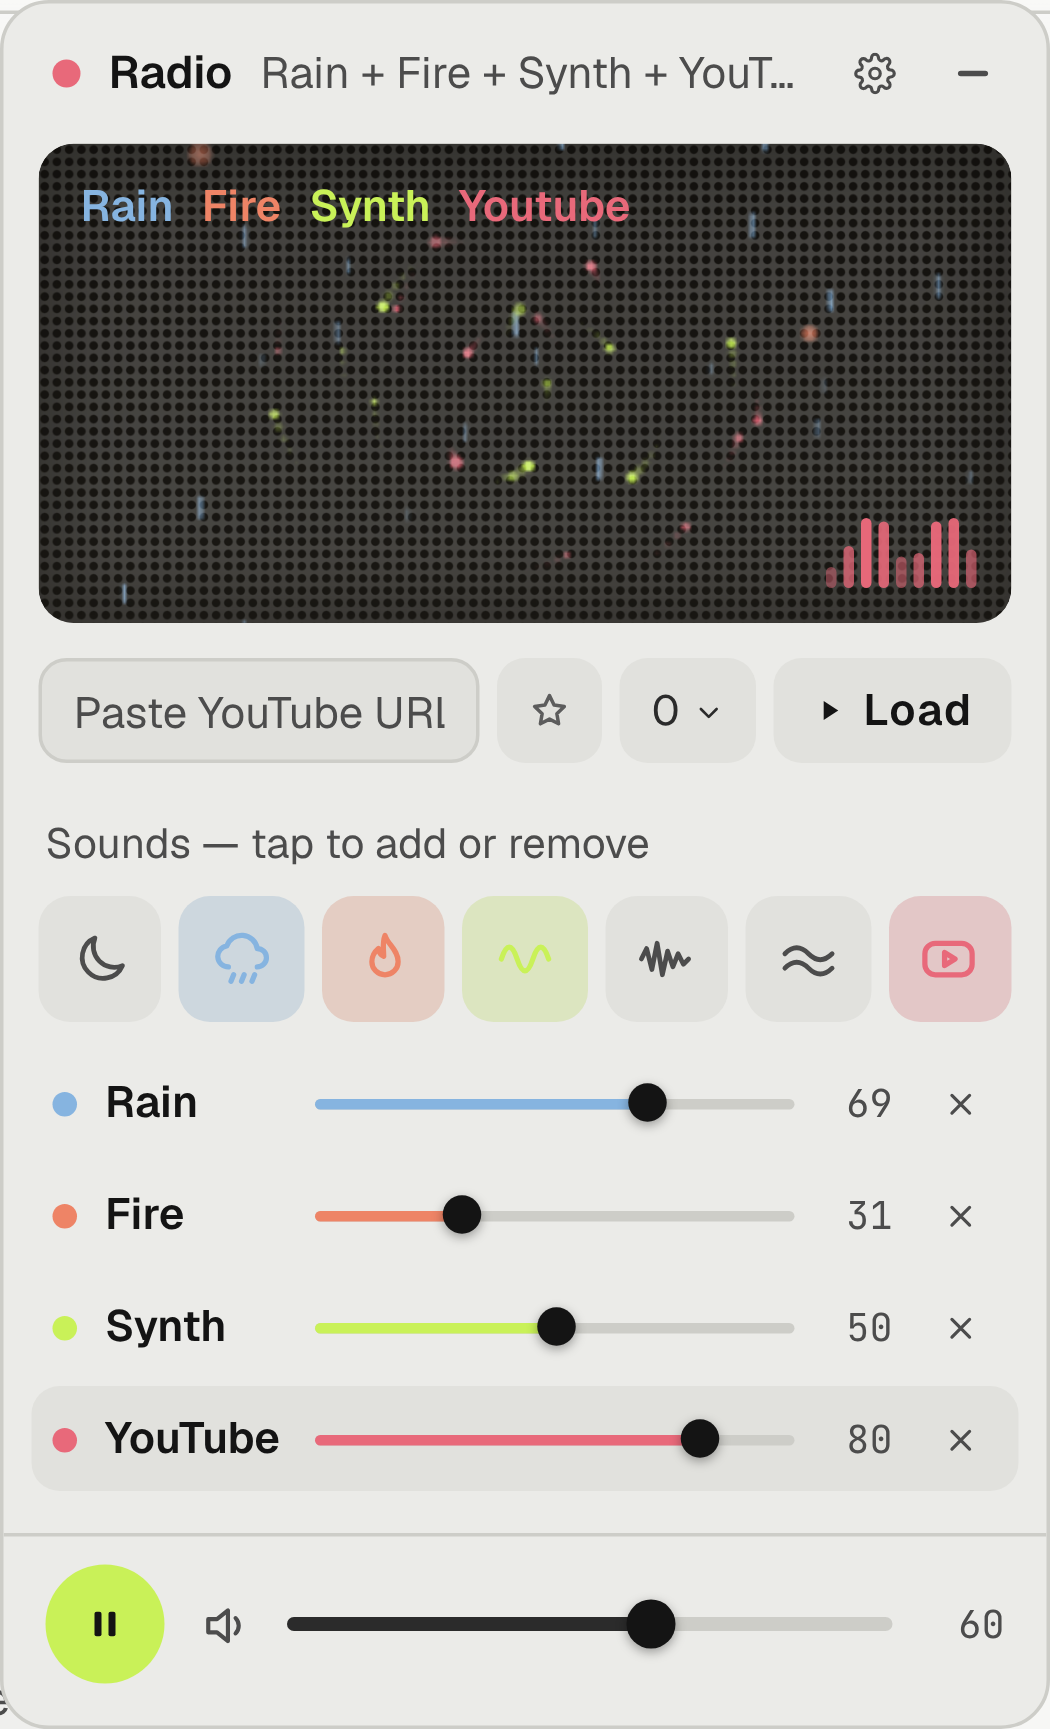 Radio Rain + Fire + Synth + YouT...
Rain Fire Synth Youtube
Paste YouTube URL 0 Load
Sounds — tap to add or remove
Rain 69
Fire 31
Synth 50
YouTube 80
60